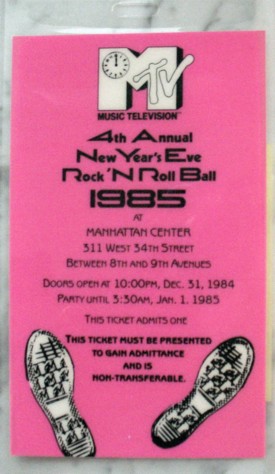 MTV
MUSIC TELEVISION™
4th Annual
New Year's Eve
Rock 'N Roll Ball
1985
AT
MANHATTAN CENTER
311 WEST 34TH STREET
BETWEEN 8TH AND 9TH AVENUES
DOORS OPEN AT 10:00PM, DEC. 31, 1984
PARTY UNTIL 3:30AM, JAN. 1. 1985
THIS TICKET ADMITS ONE
THIS TICKET MUST BE PRESENTED
TO GAIN ADMITTANCE
AND IS
NON-TRANSFERABLE.